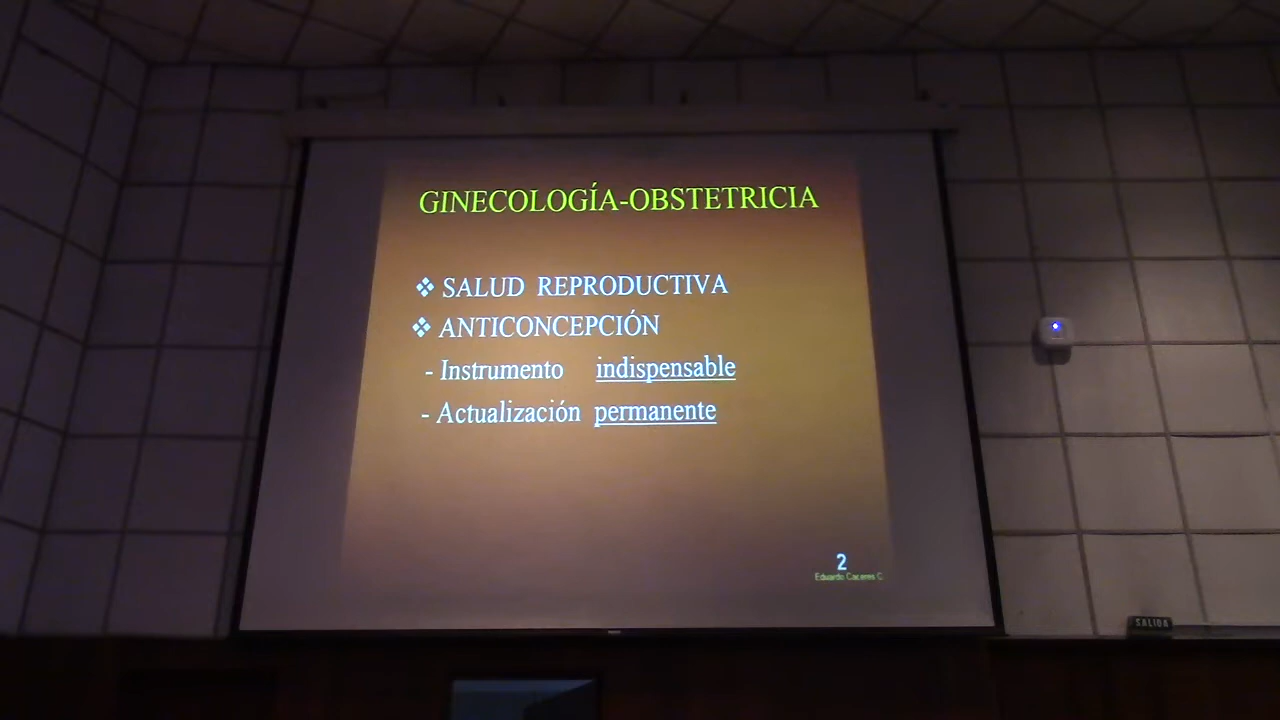 GINECOLOGÍA-OBSTETRICIA
❖ SALUD REPRODUCTIVA
❖ ANTICONCEPCIÓN
- Instrumento indispensable
- Actualización permanente
2
Eduardo Caceres C.
SALIDA